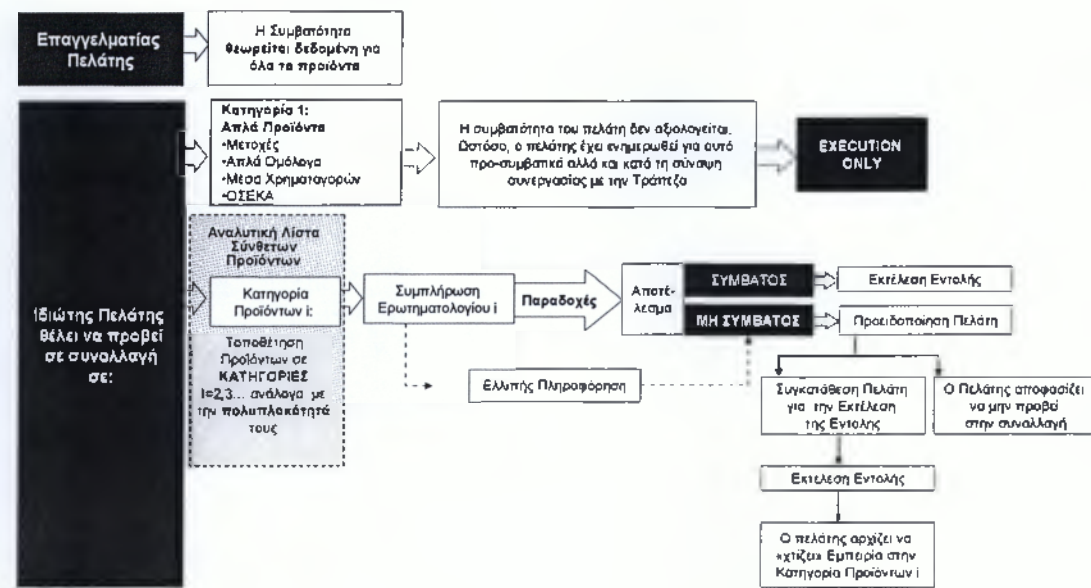 Επαγγελματίας
Πελάτης
Η Συμβατότητα
θεωρείται δεδομένη για
όλα τα προϊόντα
Ιδιώτης Πελάτης
θέλει να προβεί
σε συναλλαγή
σε:
Κατηγορία 1:
Απλά Προϊόντα
•Μετοχές
•Απλά Ομόλογα
•Μέσα Χρηματαγορών
•ΟΣΕΚΑ
Η συμβατότητα του πελάτη δεν αξιολογείται.
Ωστόσο, ο πελάτης έχει ενημερωθεί για αυτό
προ-συμβατικά αλλά και κατά τη σύναψη
συνεργασίας με την Τράπεζα
EXECUTION
ONLY
Αναλυτική Λίστα
Σύνθετων
Προϊόντων
Κατηγορία
Προϊόντων i:
Τοποθέτηση
Προϊόντων σε
ΚΑΤΗΓΟΡΙΕΣ
i=2,3... ανάλογα με
την πολυπλοκότητά
τους
Συμπλήρωση
Ερωτηματολογίου i
Παραδοχές
Αποτέ-
λεσμα
ΣΥΜΒΑΤΟΣ
Εκτέλεση Εντολής
ΜΗ ΣΥΜΒΑΤΟΣ
Προειδοποίηση Πελάτη
Ελλιπής Πληροφόρηση
Συγκατάθεση Πελάτη
για την Εκτέλεση
της Εντολης
Ο Πελάτης αποφασίζει
να μην προβεί
στην συναλλαγή
Εκτελεση Εντολής
Ο πελάτης αρχίζει να
«χτίζει» Εμπειρία στην
Κατηγορία Προϊόντων i